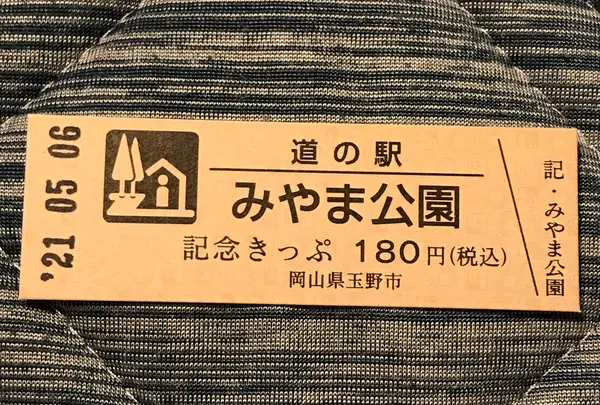 '21 05 06
道の駅
みやま公園
記念きっぷ 180円(税込)
岡山県玉野市
記・みやま公園